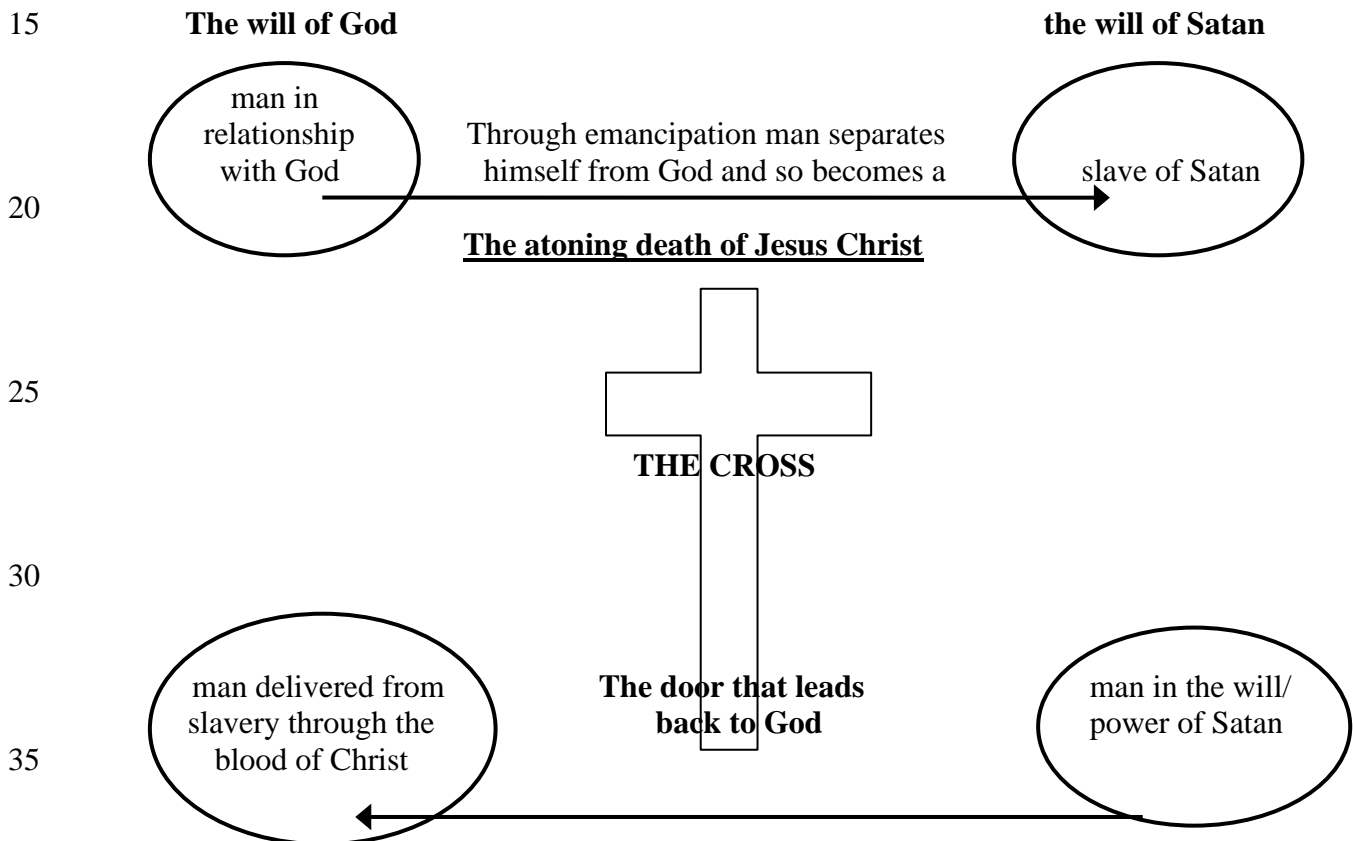 15 The will of God the will of Satan
man in
relationship Through emancipation man separates
with God himself from God and so becomes a slave of Satan
20
The atoning death of Jesus Christ
25
THE CROSS
30
man delivered from The door that leads man in the will/
slavery through the back to God power of Satan
35 blood of Christ